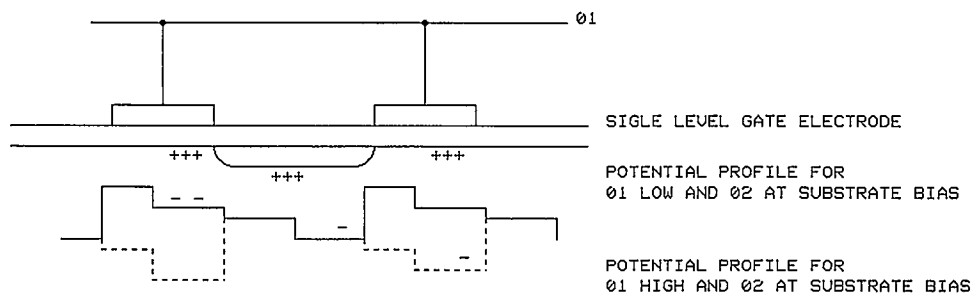 01
SIGLE LEVEL GATE ELECTRODE
+++
+++
+++
POTENTIAL PROFILE FOR
01 LOW AND 02 AT SUBSTRATE BIAS
- -
-
-
POTENTIAL PROFILE FOR
01 HIGH AND 02 AT SUBSTRATE BIAS